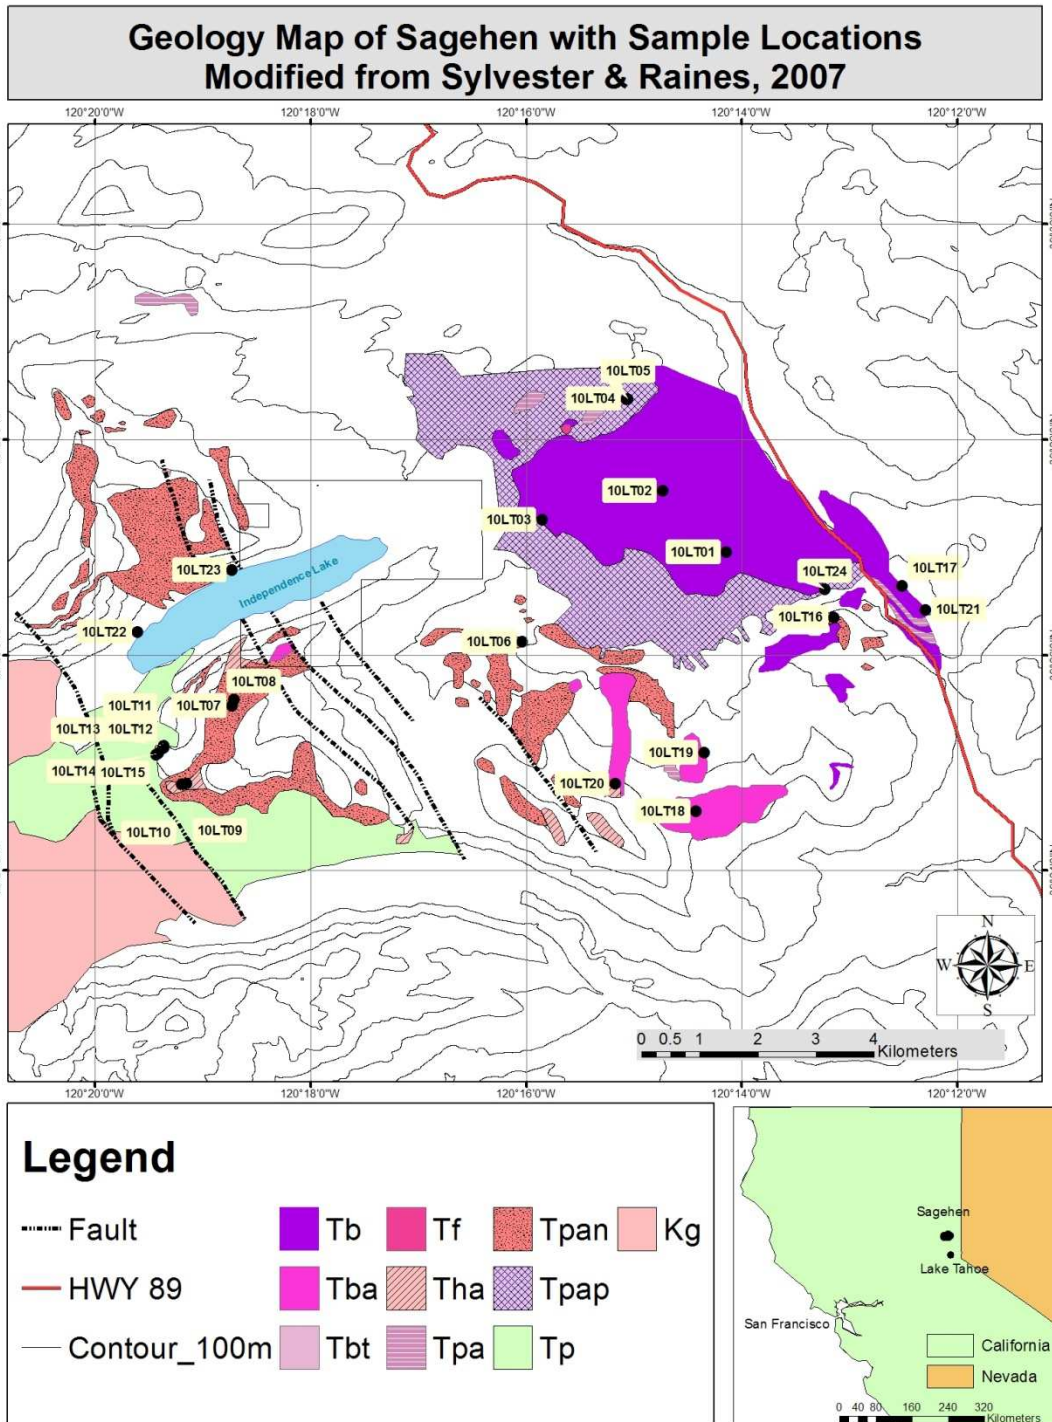 Geology Map of Sagehen with Sample Locations
Modified from Sylvester & Raines, 2007
120°20'0"W 120°18'0"W 120°16'0"W 120°14'0"W 120°12'0"W
10LT05
10LT04
10LT02
10LT03
10LT01
10LT24
10LT17
10LT23
Independence Lake
10LT21
10LT16
10LT22
10LT06
10LT08
10LT11
10LT07
10LT13 10LT12
10LT19
10LT14 10LT15
10LT20
10LT18
10LT10 10LT09
N
W E
S
0 0.5 1 2 3 4
Kilometers
120°20'0"W 120°18'0"W 120°16'0"W 120°14'0"W 120°12'0"W
Legend
Fault Tb Tf Tpan Kg
HWY 89 Tba Tha Tpap
Contour_100m Tbt Tpa Tp
Sagehen
Lake Tahoe
San Francisco
California
Nevada
0 40 80 160 240 320
Kilometers